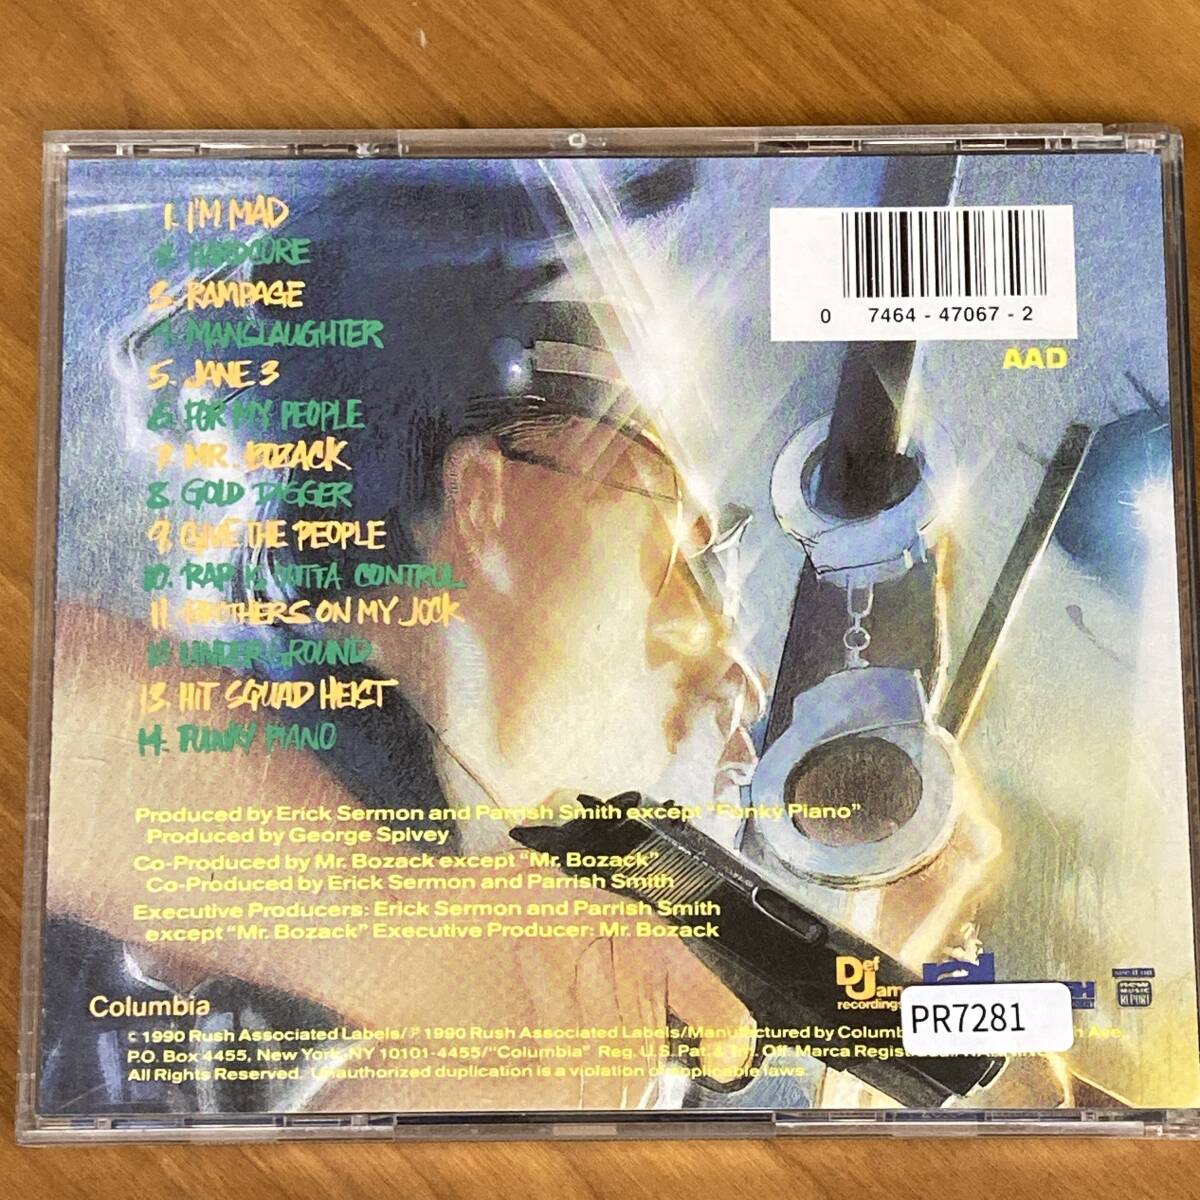 1. I'M MAD
2. HARDCORE
3. RAMPAGE
4. MANSLAUGHTER
5. JANE 3
6. FOR MY PEOPLE
7. MR. BOZACK
8. GOLD DIGGER
9. GIVE THE PEOPLE
10. RAP IS OUTTA CONTROL
11. BROTHERS ON MY JOCK
12. UNDERGROUND
13. HIT SQUAD HEIST
14. FUNKY PIANO
0 7464 - 47067 - 2
AAD
Produced by Erick Sermon and Parrish Smith except "Funky Piano"
Produced by George Spivey
Co-Produced by Mr. Bozack except "Mr. Bozack"
Co-Produced by Erick Sermon and Parrish Smith
Executive Producers: Erick Sermon and Parrish Smith
except "Mr. Bozack" Executive Producer: Mr. Bozack
Def
Jam
recordings
PR7281
Columbia
© 1990 Rush Associated Labels/℗ 1990 Rush Associated Labels/Manufactured by Ave.
P.O. Box 4455, New York, NY 10101-4455/"Columbia" Reg. U.S. Pat. & Tm. Off. Marca
All Rights Reserved. Unauthorized duplication is a violation of applicable laws.